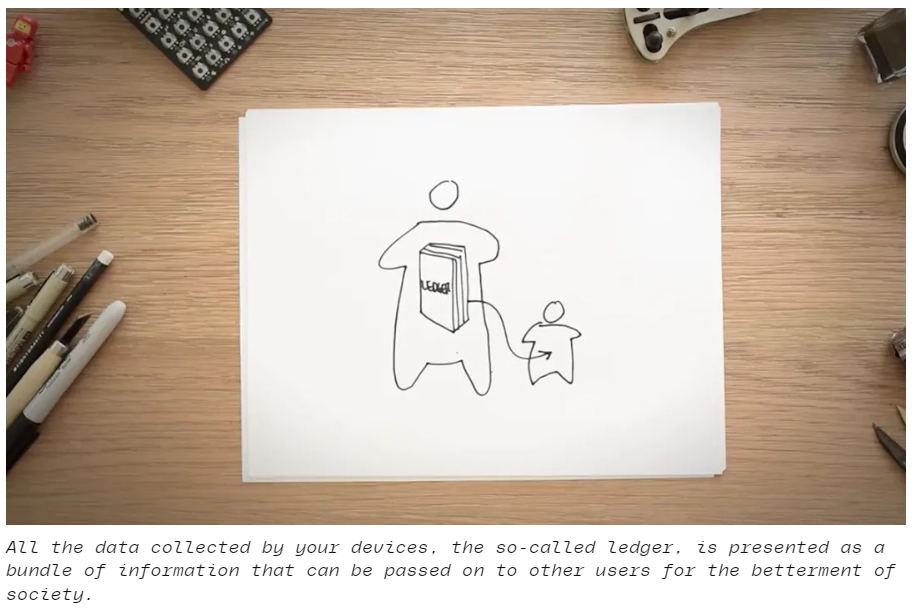 LEDGER
All the data collected by your devices, the so-called ledger, is presented as a
bundle of information that can be passed on to other users for the betterment of
society.